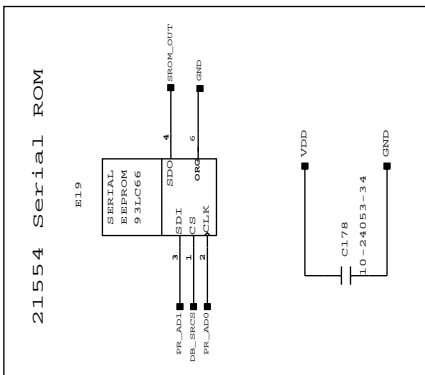 21554 Serial ROM
E19
SERIAL
EEPROM
93LC66
SDO
ORG
SDI
CS
CLK
4
6
3
1
2
SROM_OUT
GND
PR_AD1
DB_SRCS
PR_AD0
VDD
GND
C178
10-24053-34